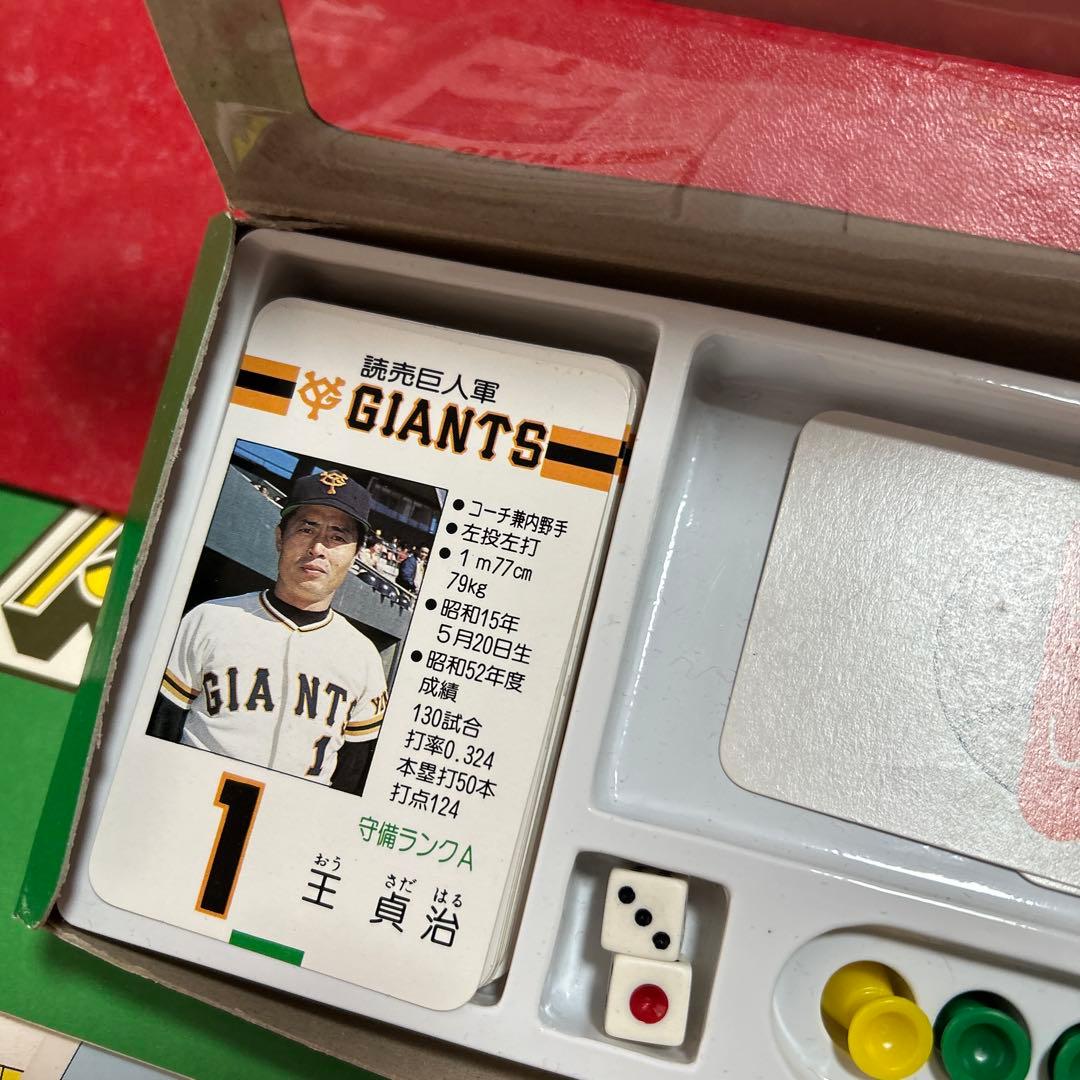 読売巨人軍
GIANTS
●コーチ兼内野手
●左投左打
●1m77cm
79kg
●昭和15年
5月20日生
●昭和52年度
成績
130試合
打率0.324
本塁打50本
打点124
守備ランクA
GIANTS
1
1
おう さだ はる
王 貞 治